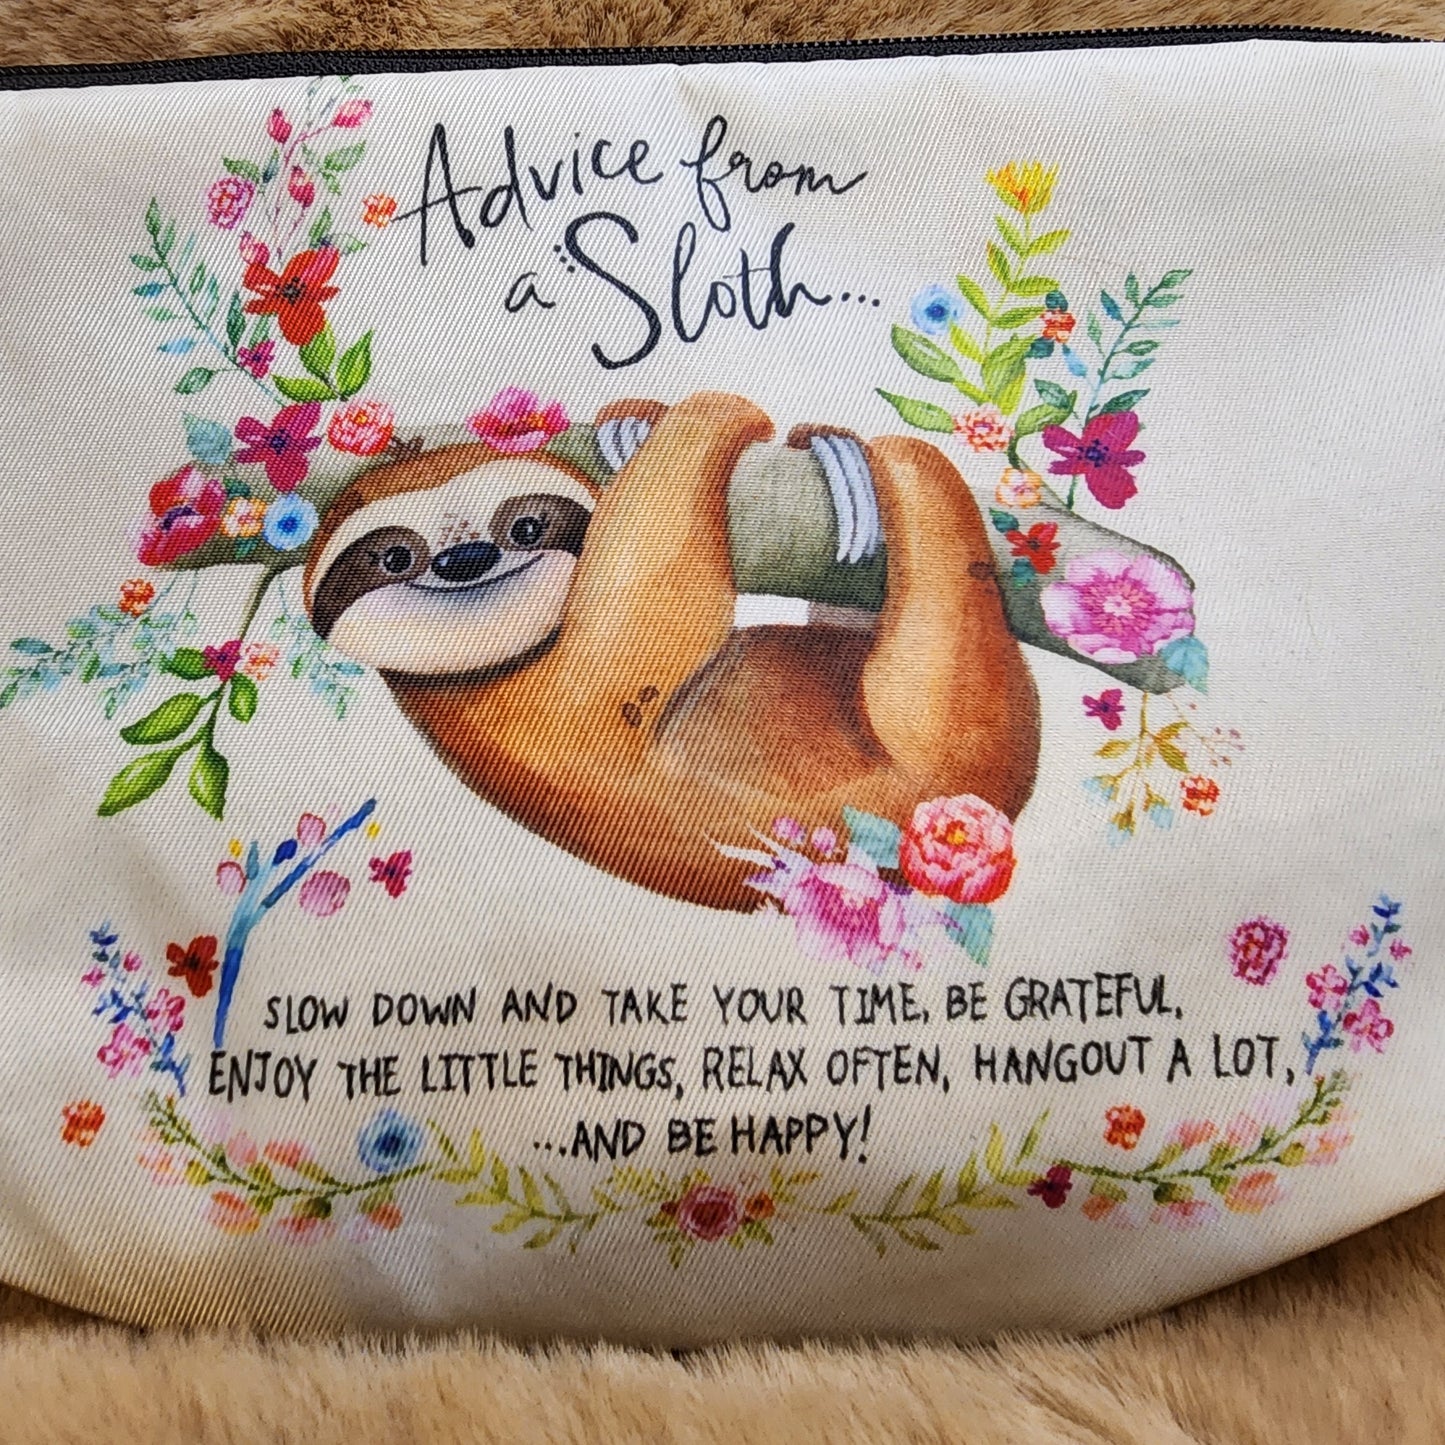 Advice from
a Sloth...
SLOW DOWN AND TAKE YOUR TIME, BE GRATEFUL,
ENJOY THE LITTLE THINGS, RELAX OFTEN, HANGOUT A LOT,
...AND BE HAPPY!